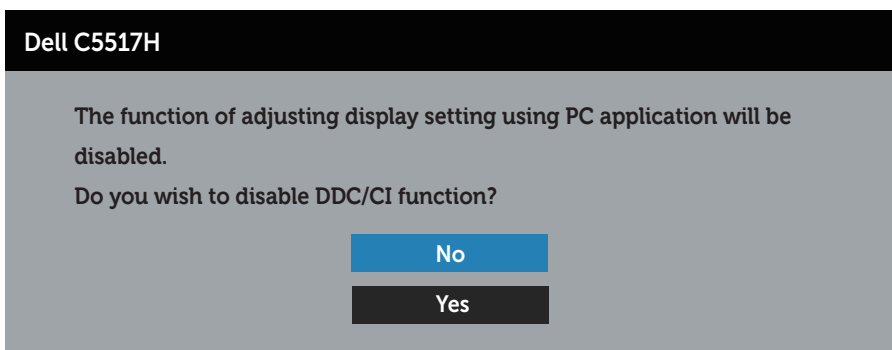 Dell C5517H
The function of adjusting display setting using PC application will be
disabled.
Do you wish to disable DDC/CI function?
No
Yes